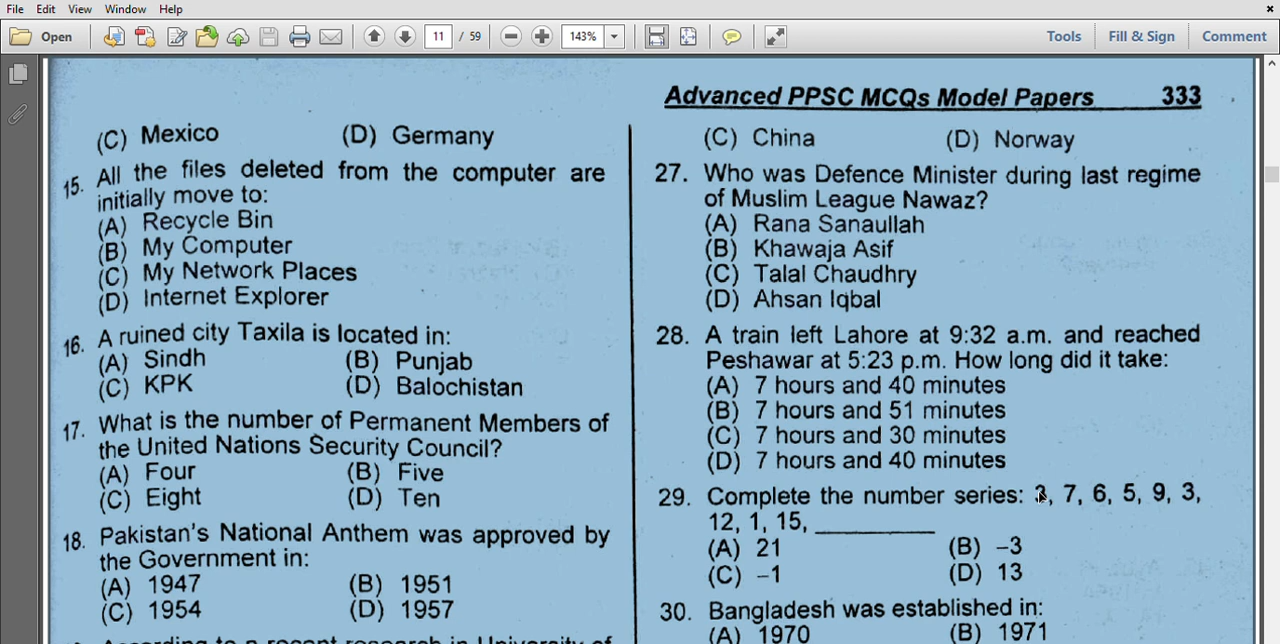 File Edit View Window Help
Open 11 / 59 143% Tools Fill & Sign Comment
Advanced PPSC MCQs Model Papers 333
(C) Mexico (D) Germany
15. All the files deleted from the computer are
initially move to:
(A) Recycle Bin
(B) My Computer
(C) My Network Places
(D) Internet Explorer
16. A ruined city Taxila is located in:
(A) Sindh (B) Punjab
(C) KPK (D) Balochistan
17. What is the number of Permanent Members of
the United Nations Security Council?
(A) Four (B) Five
(C) Eight (D) Ten
18. Pakistan's National Anthem was approved by
the Government in:
(A) 1947 (B) 1951
(C) 1954 (D) 1957
According to a recent research in University of
(C) China (D) Norway
27. Who was Defence Minister during last regime
of Muslim League Nawaz?
(A) Rana Sanaullah
(B) Khawaja Asif
(C) Talal Chaudhry
(D) Ahsan Iqbal
28. A train left Lahore at 9:32 a.m. and reached
Peshawar at 5:23 p.m. How long did it take:
(A) 7 hours and 40 minutes
(B) 7 hours and 51 minutes
(C) 7 hours and 30 minutes
(D) 7 hours and 40 minutes
29. Complete the number series: 3, 7, 6, 5, 9, 3,
12, 1, 15, __________
(A) 21 (B) –3
(C) –1 (D) 13
30. Bangladesh was established in:
(A) 1970 (B) 1971